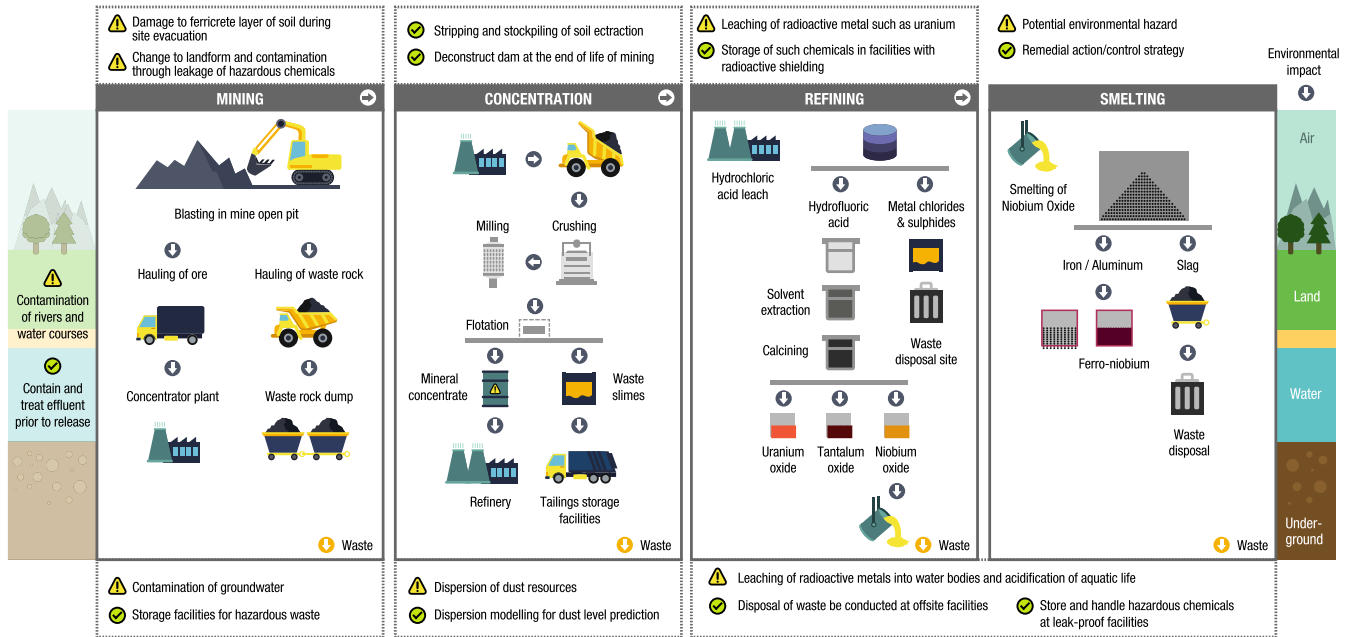 Damage to ferricrete layer of soil during
site evacuation
Change to landform and contamination
through leakage of hazardous chemicals
Stripping and stockpiling of soil ectraction
Deconstruct dam at the end of life of mining
Leaching of radioactive metal such as uranium
Storage of such chemicals in facilities with
radioactive shielding
Potential environmental hazard
Remedial action/control strategy
Environmental
impact
MINING
CONCENTRATION
REFINING
SMELTING
Contamination
of rivers and
water courses
Contain and
treat effluent
prior to release
Blasting in mine open pit
Hauling of ore
Hauling of waste rock
Concentrator plant
Waste rock dump
Waste
Milling
Crushing
Flotation
Mineral
concentrate
Waste
slimes
Refinery
Tailings storage
facilities
Waste
Hydrochloric
acid leach
Hydrofluoric
acid
Metal chlorides
& sulphides
Solvent
extraction
Calcining
Waste
disposal site
Uranium
oxide
Tantalum
oxide
Niobium
oxide
Waste
Smelting of
Niobium Oxide
Iron / Aluminum
Slag
Ferro-niobium
Waste
disposal
Waste
Air
Land
Water
Under-
ground
Contamination of groundwater
Storage facilities for hazardous waste
Dispersion of dust resources
Dispersion modelling for dust level prediction
Leaching of radioactive metals into water bodies and acidification of aquatic life
Disposal of waste be conducted at offsite facilities
Store and handle hazardous chemicals
at leak-proof facilities